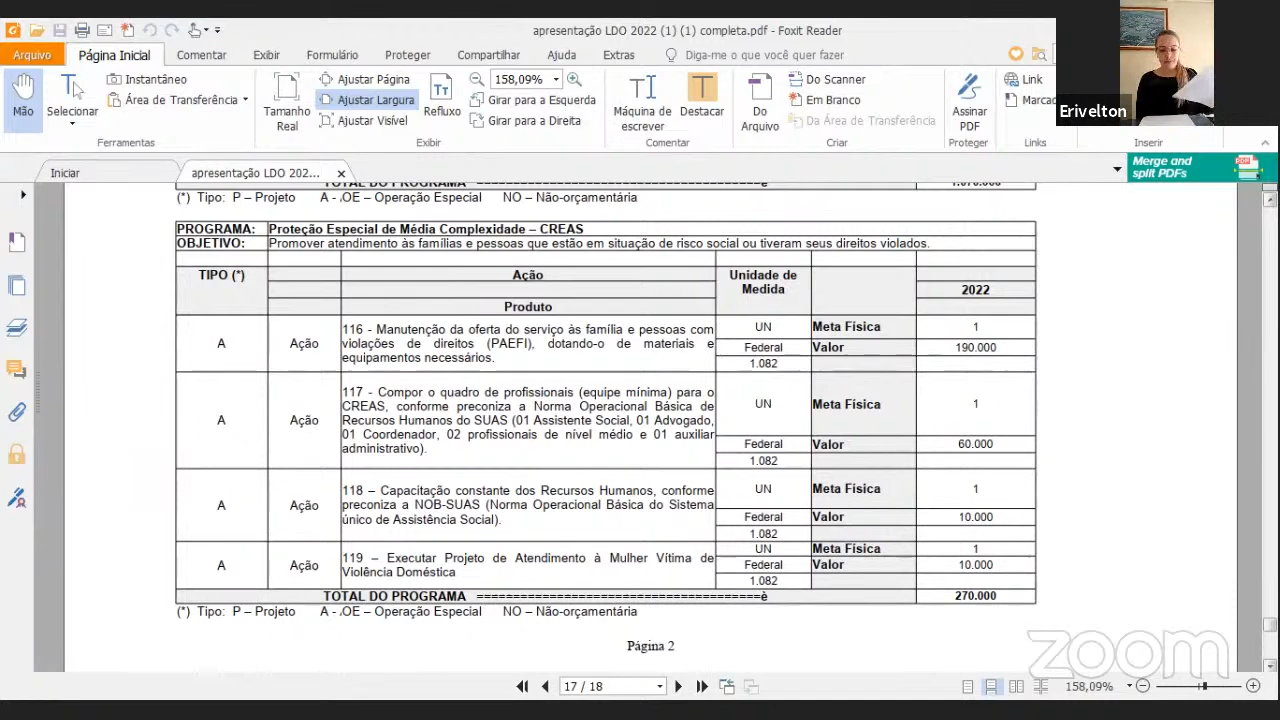 apresentação LDO 2022 (1) (1) completa.pdf - Foxit Reader
Arquivo Página Inicial Comentar Exibir Formulário Proteger Compartilhar Ajuda Extras Diga-me o que você quer fazer
Mão
Selecionar
Instantâneo
Área de Transferência
Ferramentas
Tamanho Real
Ajustar Página
Ajustar Largura
Ajustar Visível
Refluxo
158,09%
Girar para a Esquerda
Girar para a Direita
Exibir
Máquina de escrever
Destacar
Comentar
Do Arquivo
Do Scanner
Em Branco
Da Área de Transferência
Criar
Assinar PDF
Proteger
Link
Marcad
Links
Inserir
Erivelton
Iniciar
apresentação LDO 202...
Merge and
split PDFs
TOTAL DO PROGRAMA =======================================è 1.070.000
(*) Tipo: P – Projeto A - .OE – Operação Especial NO – Não-orçamentária
PROGRAMA: Proteção Especial de Média Complexidade – CREAS
OBJETIVO: Promover atendimento às famílias e pessoas que estão em situação de risco social ou tiveram seus direitos violados.
TIPO (*) Ação Unidade de
Medida 2022
Produto
A Ação
116 - Manutenção da oferta do serviço às família e pessoas com
violações de direitos (PAEFI), dotando-o de materiais e
equipamentos necessários.
UN Meta Física 1
Federal Valor 190.000
1.082
A Ação
117 - Compor o quadro de profissionais (equipe mínima) para o
CREAS, conforme preconiza a Norma Operacional Básica de
Recursos Humanos do SUAS (01 Assistente Social, 01 Advogado,
01 Coordenador, 02 profissionais de nível médio e 01 auxiliar
administrativo).
UN Meta Física 1
Federal Valor 60.000
1.082
A Ação
118 – Capacitação constante dos Recursos Humanos, conforme
preconiza a NOB-SUAS (Norma Operacional Básica do Sistema
único de Assistência Social).
UN Meta Física 1
Federal Valor 10.000
1.082
A Ação
119 – Executar Projeto de Atendimento à Mulher Vítima de
Violência Doméstica
UN Meta Física 1
Federal Valor 10.000
1.082
TOTAL DO PROGRAMA =======================================è 270.000
(*) Tipo: P – Projeto A - .OE – Operação Especial NO – Não-orçamentária
Página 2
zoom
17 / 18
158,09%